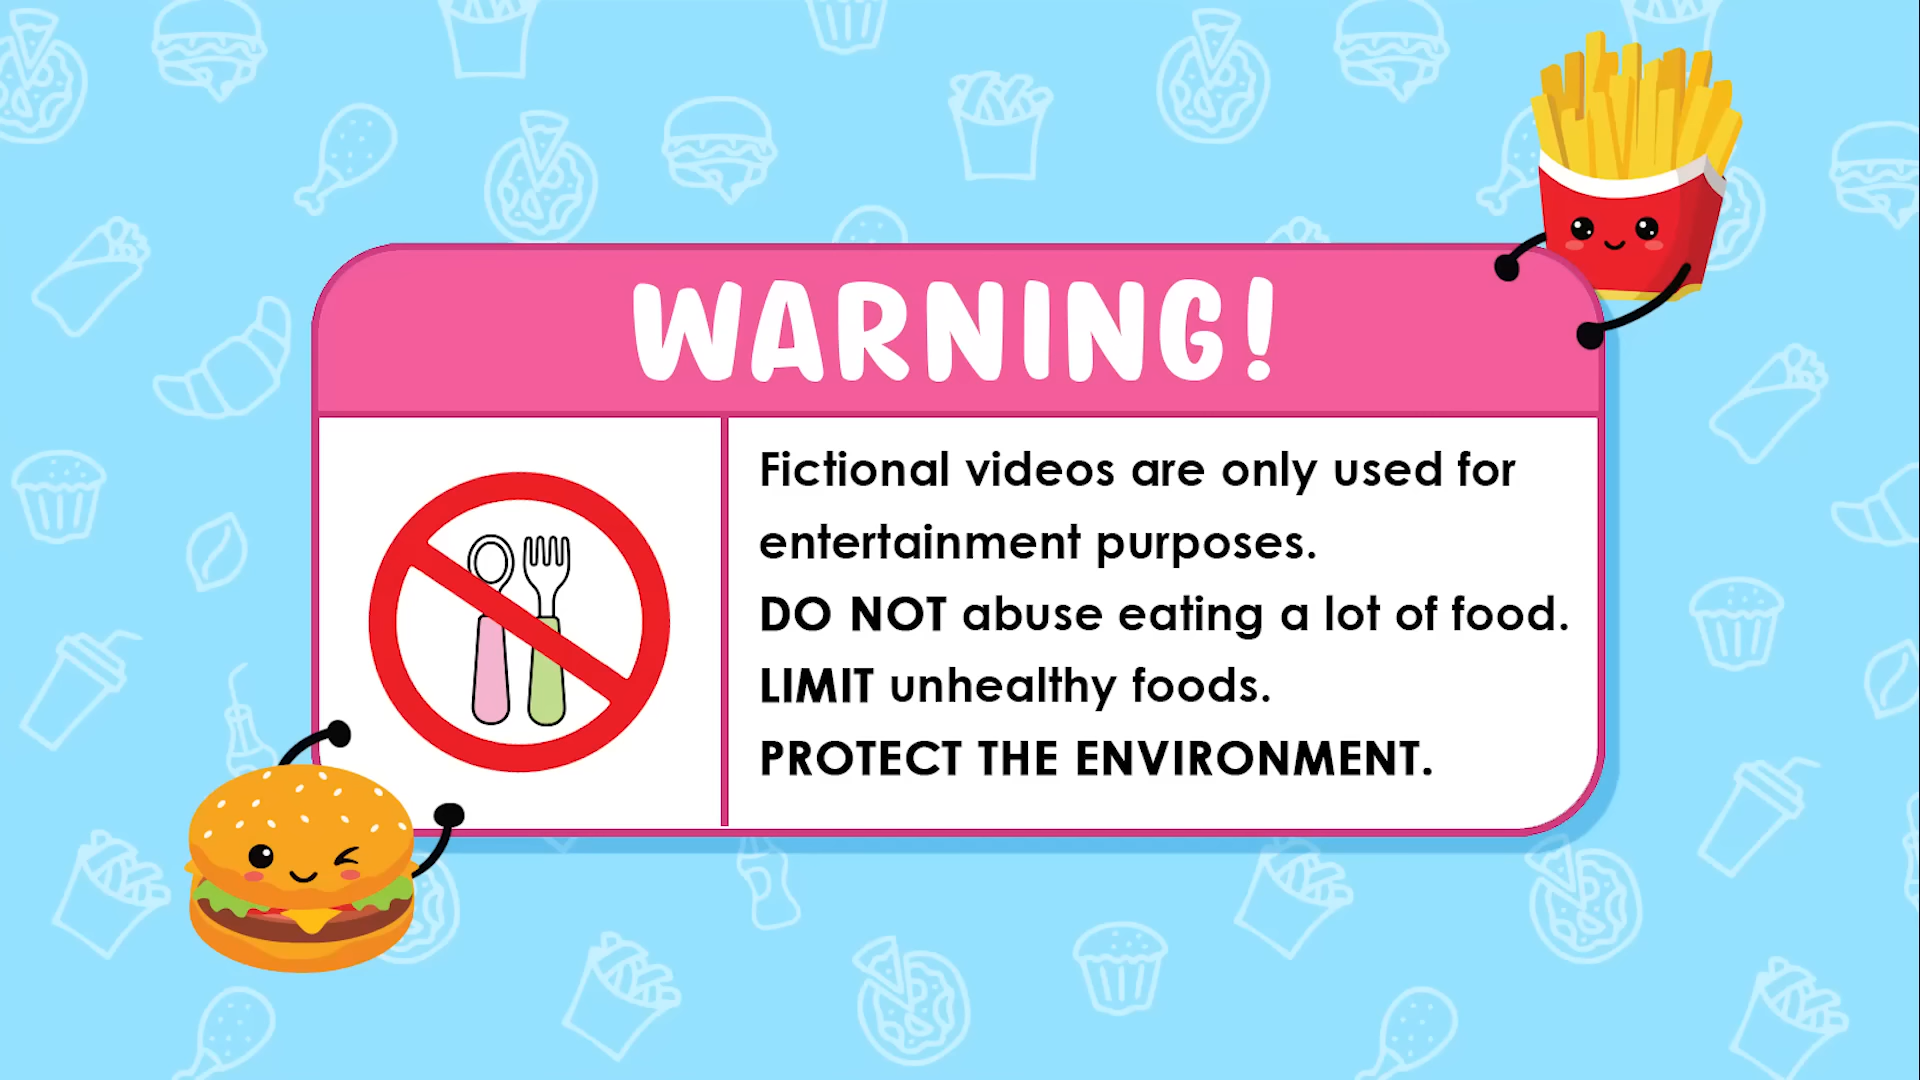 WARNING!
Fictional videos are only used for
entertainment purposes.
DO NOT abuse eating a lot of food.
LIMIT unhealthy foods.
PROTECT THE ENVIRONMENT.